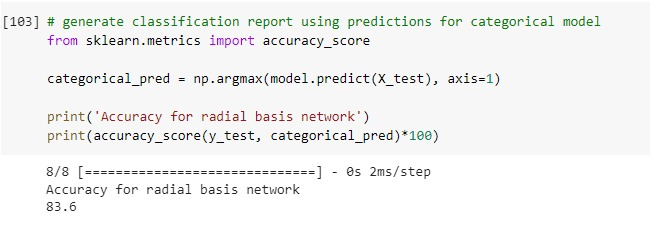 [103] # generate classification report using predictions for categorical model
from sklearn.metrics import accuracy_score
categorical_pred = np.argmax(model.predict(X_test), axis=1)
print('Accuracy for radial basis network')
print(accuracy_score(y_test, categorical_pred)*100)
8/8 [==============================] - 0s 2ms/step
Accuracy for radial basis network
83.6